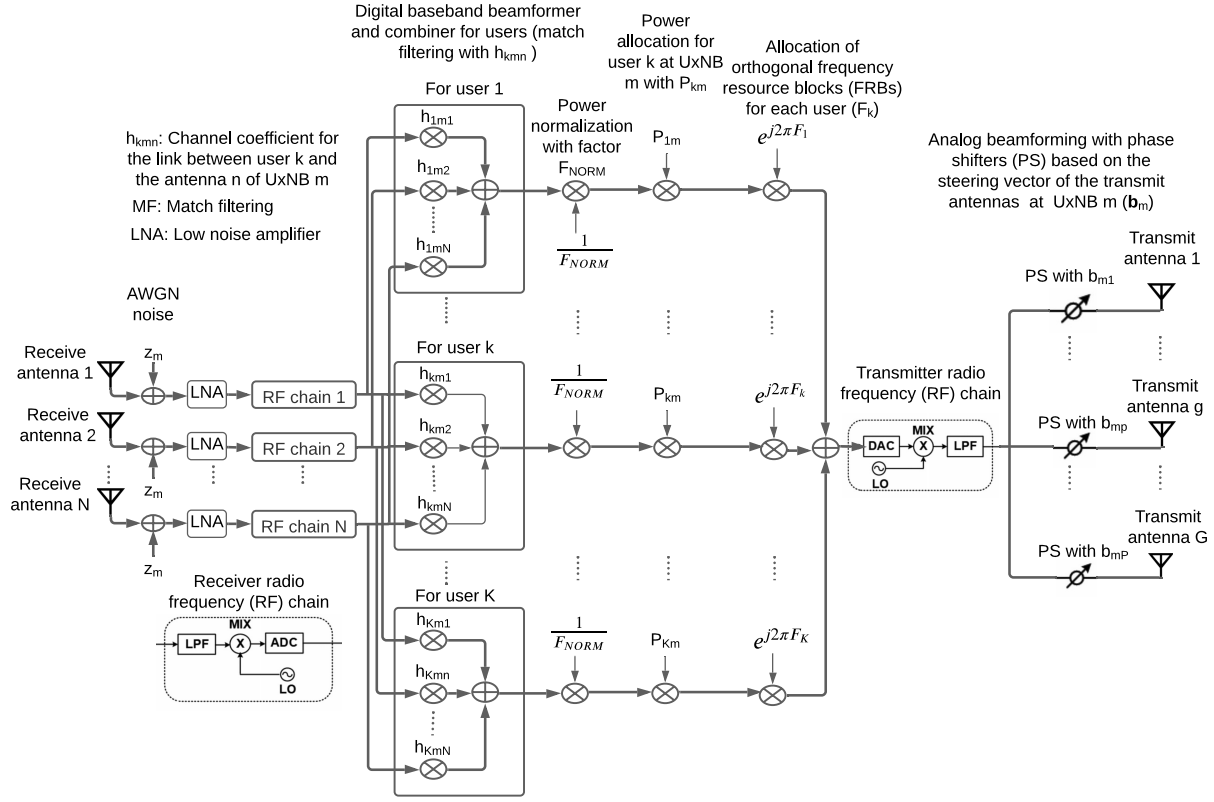 Digital baseband beamformer
and combiner for users (match
filtering with hkmn )
Power
allocation for
user k at UxNB
m with Pkm
Allocation of
orthogonal frequency
resource blocks (FRBs)
for each user (Fk)
For user 1
Power
normalization
with factor
FNORM
hkmn: Channel coefficient for
the link between user k and
the antenna n of UxNB m
MF: Match filtering
LNA: Low noise amplifier
Analog beamforming with phase
shifters (PS) based on the
steering vector of the transmit
antennas at UxNB m (bm)
h1m1
h1m2
h1mN
1
FNORM
P1m
e^j2πF1
AWGN
noise
Receive
antenna 1
zm
LNA
RF chain 1
Receive
antenna 2
zm
LNA
RF chain 2
Receive
antenna N
zm
LNA
RF chain N
For user k
hkm1
hkm2
hkmN
1
FNORM
Pkm
e^j2πFk
Transmitter radio
frequency (RF) chain
DAC
MIX
X
LPF
LO
PS with bm1
Transmit
antenna 1
PS with bmp
Transmit
antenna g
PS with bmP
Transmit
antenna G
Receiver radio
frequency (RF) chain
MIX
LPF
X
ADC
LO
For user K
hKm1
hKmn
hKmN
1
FNORM
PKm
e^j2πFK